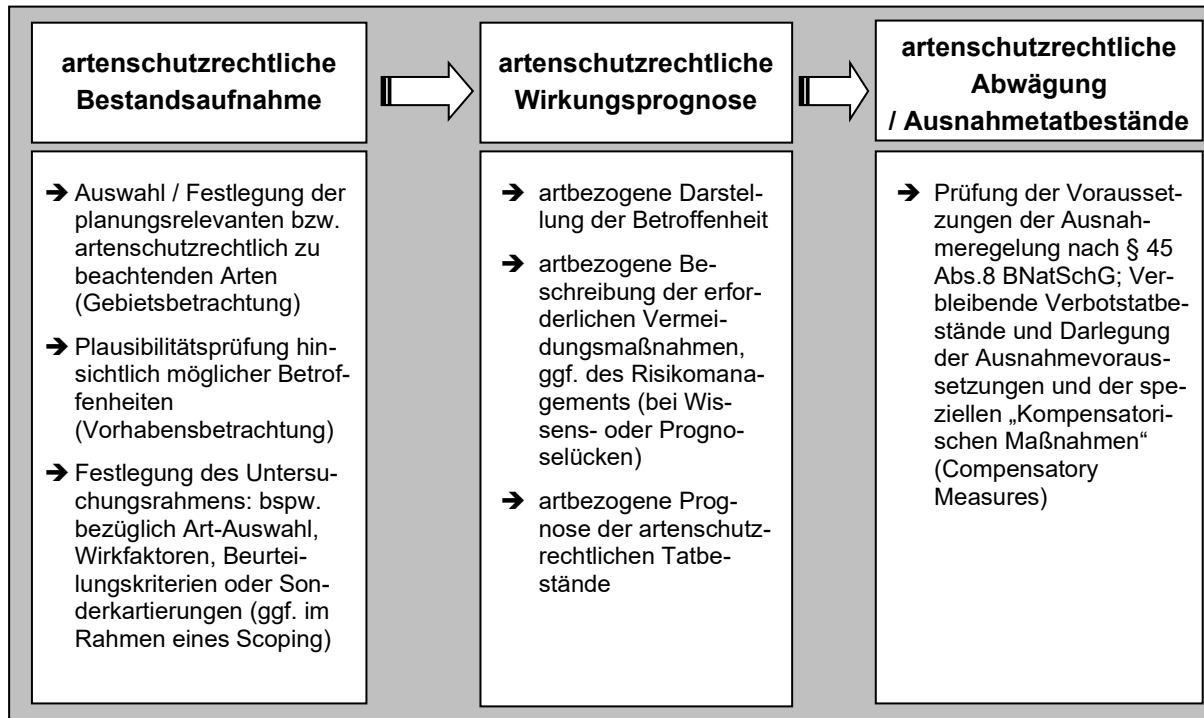 artenschutzrechtliche
Bestandsaufnahme
➔ Auswahl / Festlegung der
planungsrelevanten bzw.
artenschutzrechtlich zu
beachtenden Arten
(Gebietsbetrachtung)
➔ Plausibilitätsprüfung hin-
sichtlich möglicher Betrof-
fenheiten
(Vorhabensbetrachtung)
➔ Festlegung des Untersu-
chungsrahmens: bspw.
bezüglich Art-Auswahl,
Wirkfaktoren, Beurtei-
lungskriterien oder Son-
derkartierungen (ggf. im
Rahmen eines Scoping)
artenschutzrechtliche
Wirkungsprognose
➔ artbezogene Darstel-
lung der Betroffenheit
➔ artbezogene Be-
schreibung der erfor-
derlichen Vermei-
dungsmaßnahmen,
ggf. des Risikomana-
gements (bei Wis-
sens- oder Progno-
selücken)
➔ artbezogene Prog-
nose der artenschutz-
rechtlichen Tatbe-
stände
artenschutzrechtliche
Abwägung
/ Ausnahmetatbestände
➔ Prüfung der Vorausset-
zungen der Ausnah-
meregelung nach § 45
Abs.8 BNatSchG; Ver-
bleibende Verbotstatbe-
stände und Darlegung
der Ausnahmevoraus-
setzungen und der spe-
ziellen „Kompensatori-
schen Maßnahmen“
(Compensatory
Measures)